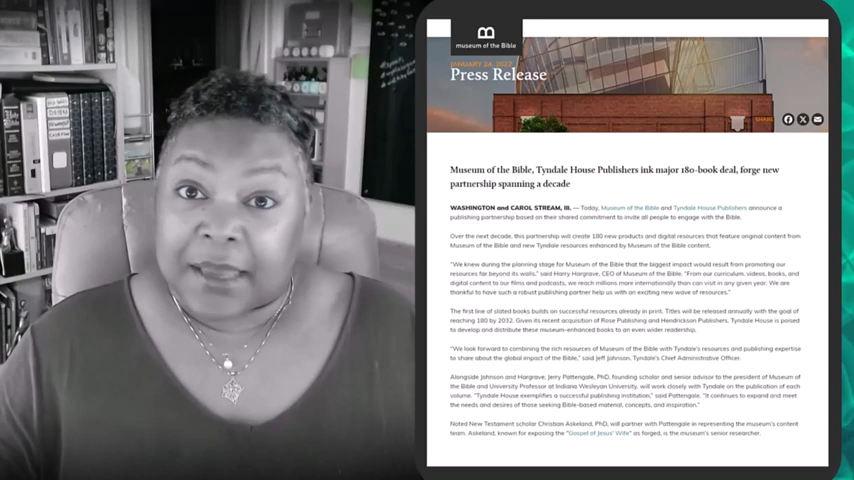 museum of the Bible
JANUARY 24, 2022
Press Release
SHARE
Museum of the Bible, Tyndale House Publishers ink major 180-book deal, forge new
partnership spanning a decade
WASHINGTON and CAROL STREAM, Ill. — Today, Museum of the Bible and Tyndale House Publishers announce a
publishing partnership based on their shared commitment to invite all people to engage with the Bible.
Over the next decade, this partnership will create 180 new products and digital resources that feature original content from
Museum of the Bible and new Tyndale resources enhanced by Museum of the Bible content.
“We knew during the planning stage for Museum of the Bible that the biggest impact would result from promoting our
resources far beyond its walls,” said Harry Hargrave, CEO of Museum of the Bible. “From our curriculum, videos, books, and
digital content to our films and podcasts, we reach millions more internationally than can visit in any given year. We are
thankful to have such a robust publishing partner help us with an exciting new wave of resources.”
The first line of slated books builds on successful resources already in print. Titles will be released annually with the goal of
reaching 180 by 2032. Given its recent acquisition of Rose Publishing and Hendrickson Publishers, Tyndale House is poised
to develop and distribute these museum-enhanced books to an even wider readership.
“We look forward to combining the rich resources of Museum of the Bible with Tyndale’s resources and publishing expertise
to share about the global impact of the Bible,” said Jeff Johnson, Tyndale’s Chief Administrative Officer.
Alongside Johnson and Hargrave, Jerry Pattengale, PhD, founding scholar and senior advisor to the president of Museum of
the Bible and University Professor at Indiana Wesleyan University, will work closely with Tyndale on the publication of each
volume. “Tyndale House exemplifies a successful publishing institution,” said Pattengale. “It continues to expand and meet
the needs and desires of those seeking Bible-based material, concepts, and inspiration.”
Noted New Testament scholar Christian Askeland, PhD, will partner with Pattengale in representing the museum’s content
team. Askeland, known for exposing the “Gospel of Jesus’ Wife” as forged, is the museum’s senior researcher.